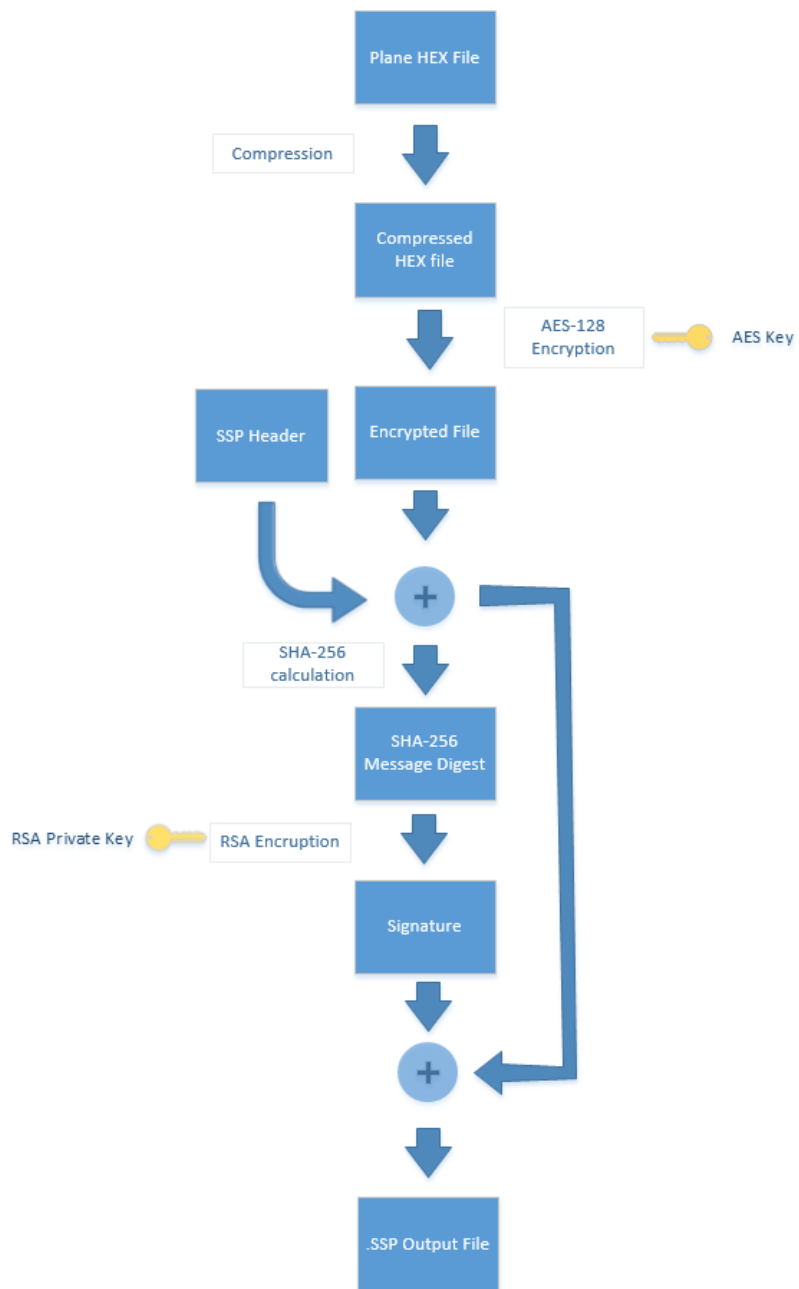 Plane HEX File
Compression
Compressed
HEX file
AES-128
Encryption
AES Key
SSP Header
Encrypted File
+
SHA-256
calculation
SHA-256
Message Digest
RSA Private Key
RSA Encruption
Signature
+
.SSP Output File